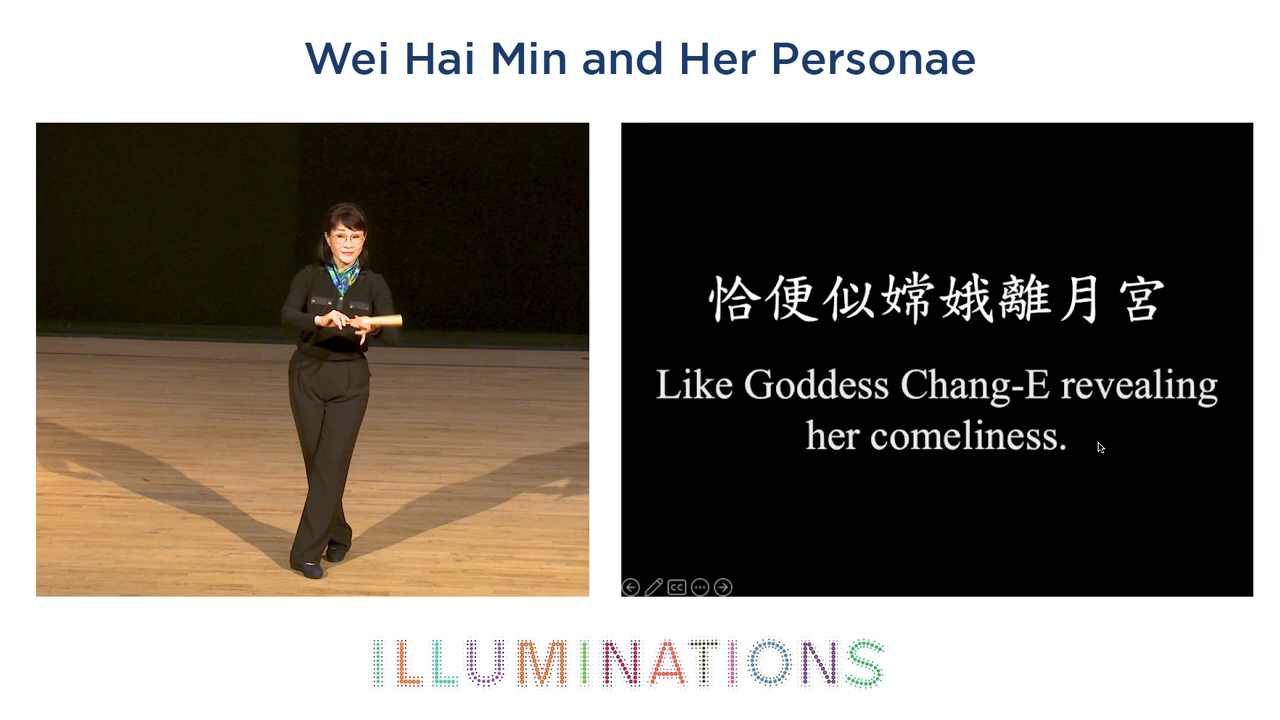 Wei Hai Min and Her Personae
恰便似嫦娥離月宮
Like Goddess Chang-E revealing
her comeliness.
CC
ILLUMINATIONS